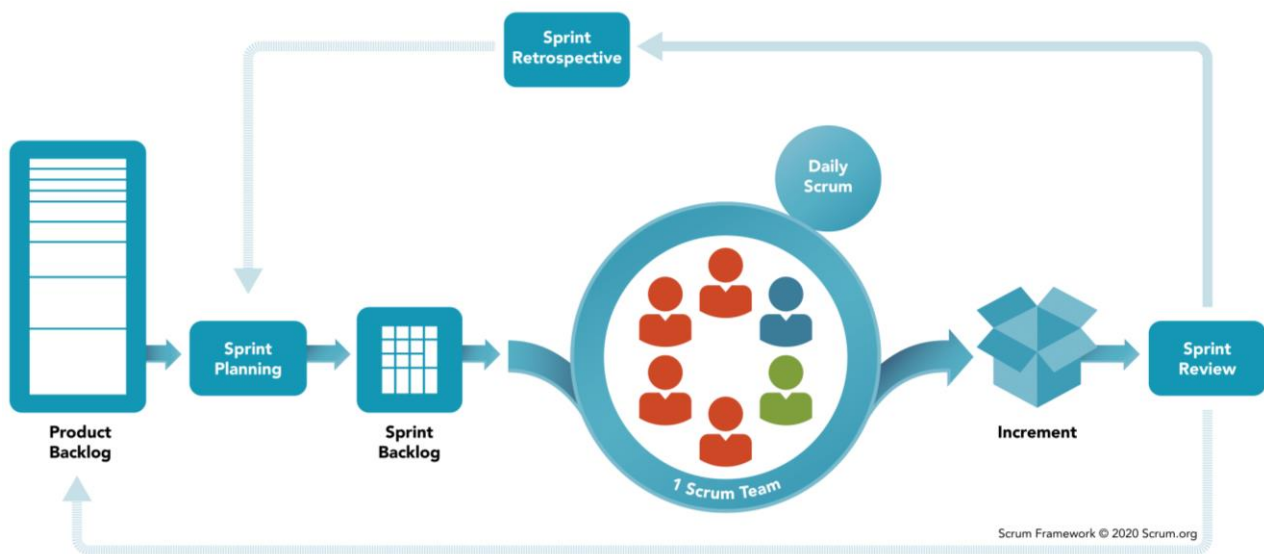 Sprint
Retrospective
Daily
Scrum
Sprint
Planning
Sprint
Review
Product
Backlog
Sprint
Backlog
Increment
1 Scrum Team
Scrum Framework © 2020 Scrum.org